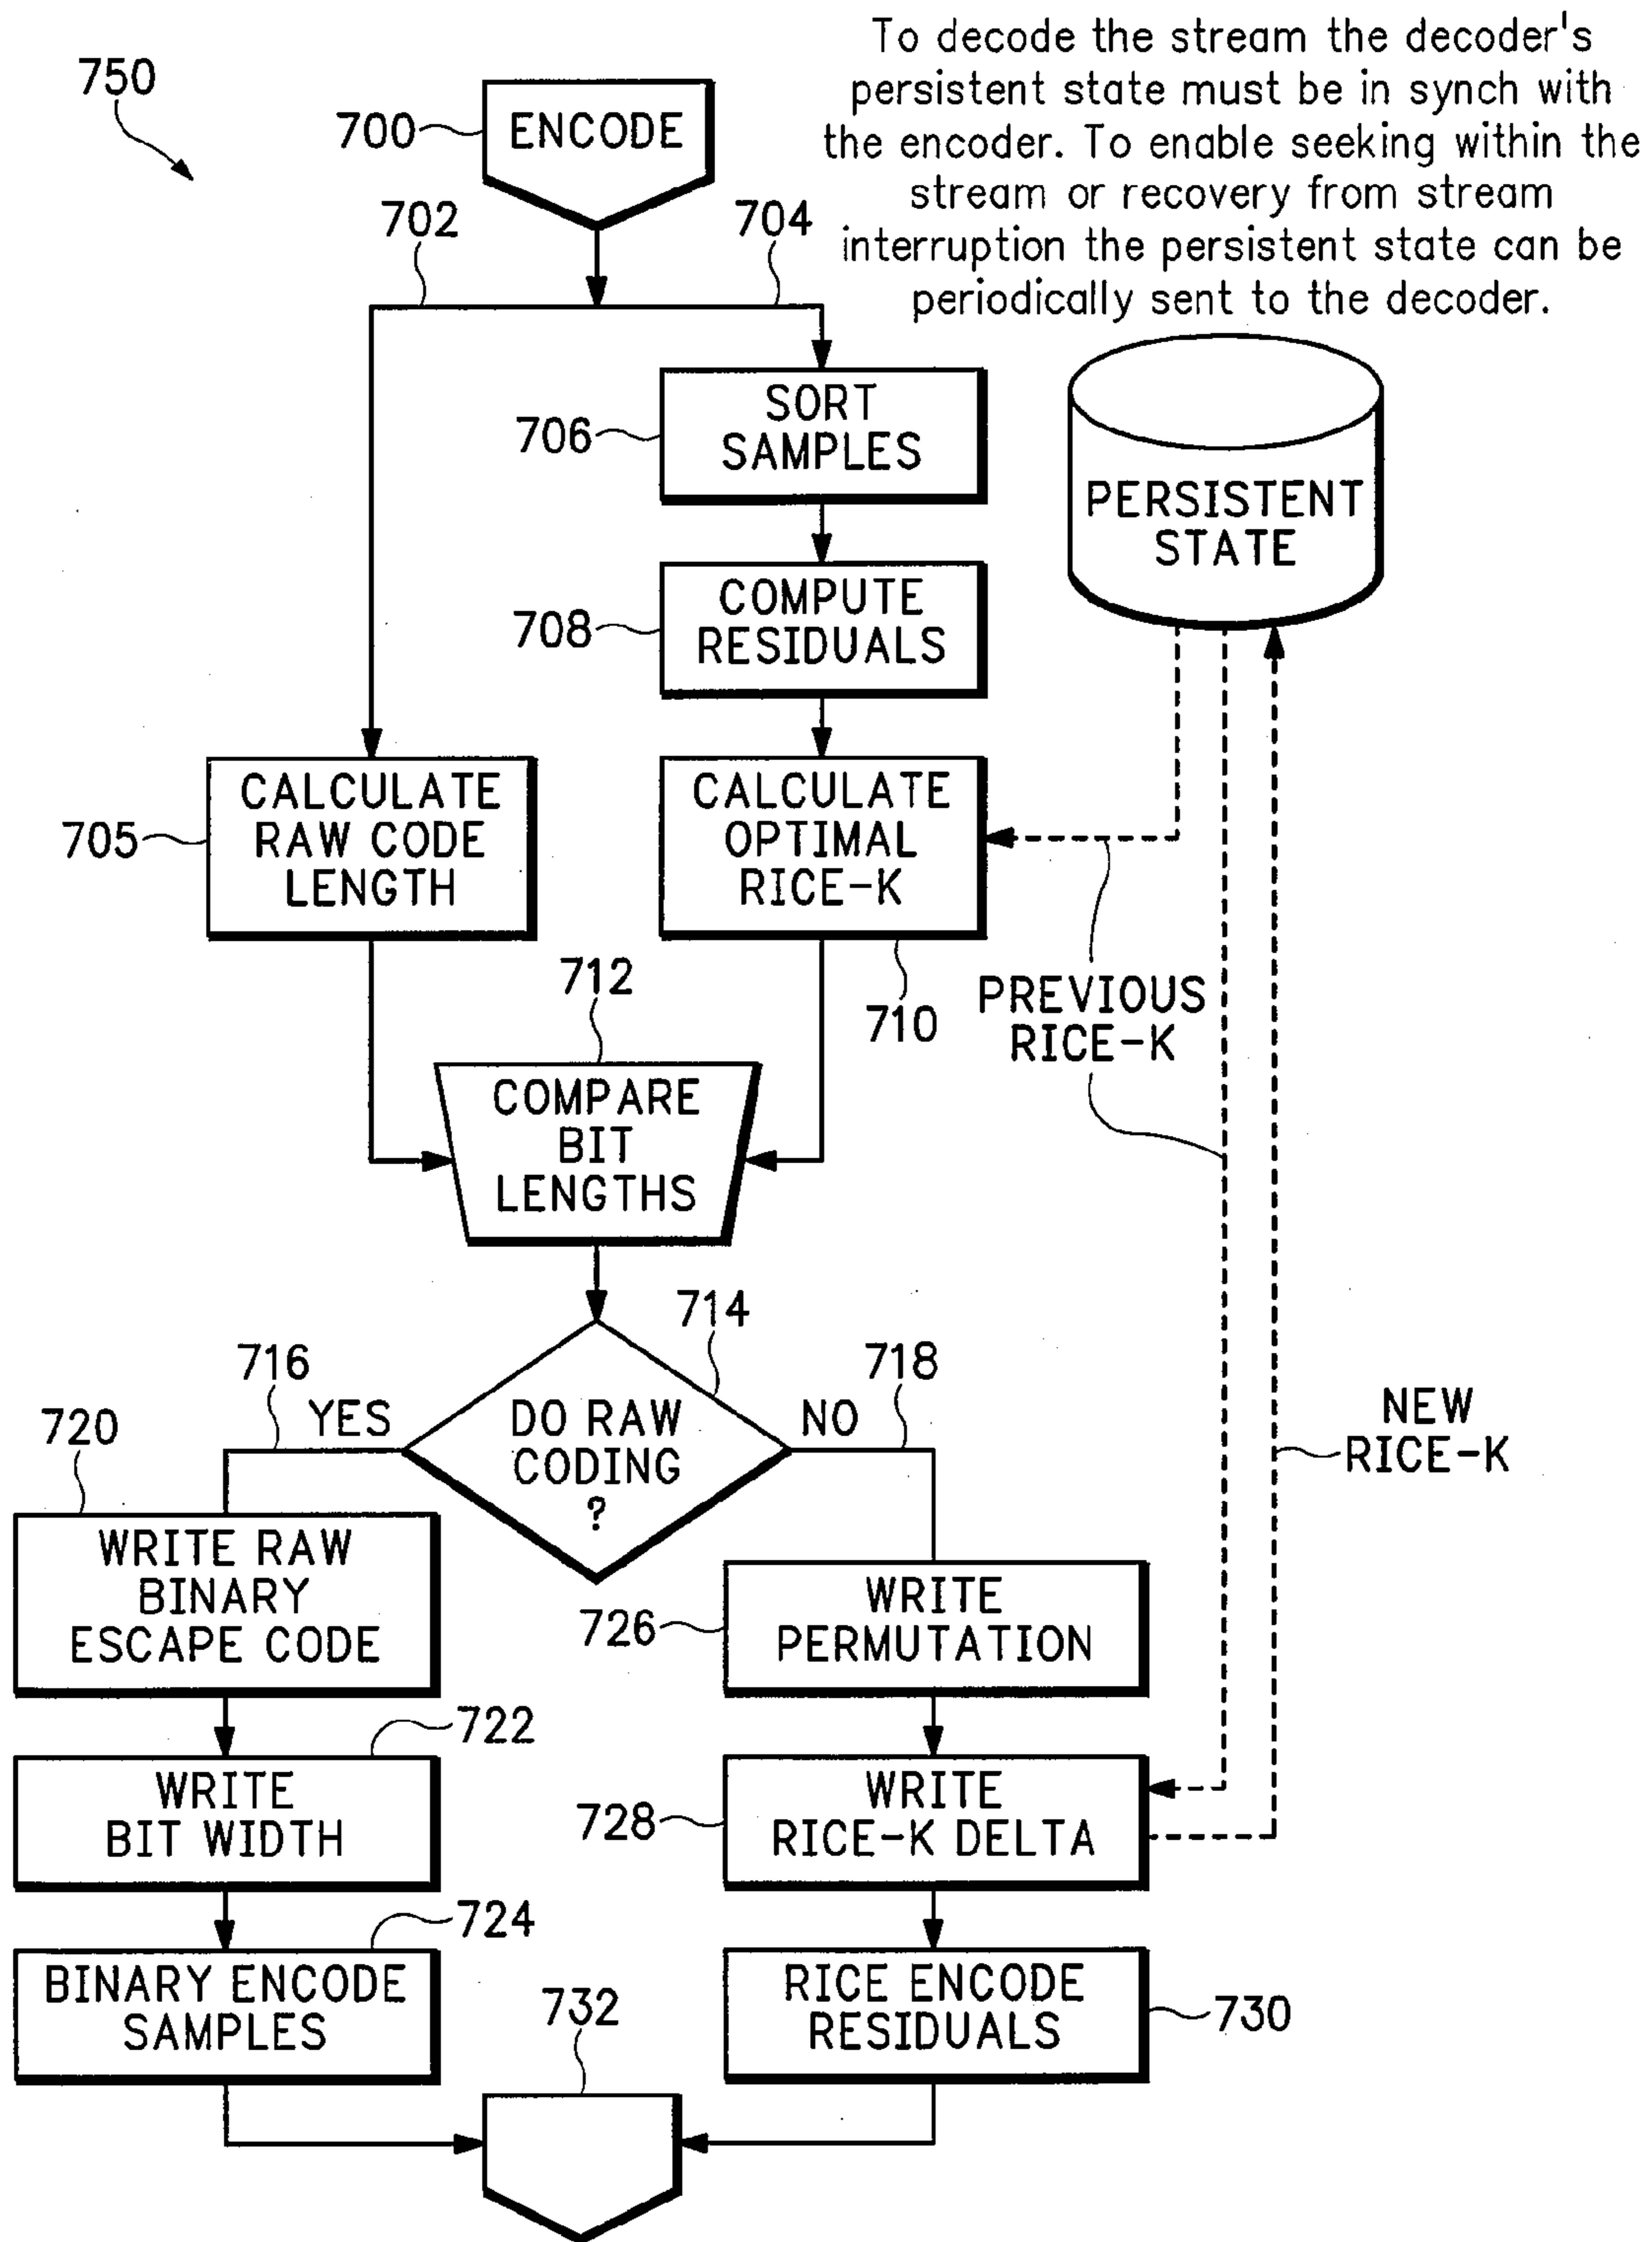 750
700
ENCODE
To decode the stream the decoder's
persistent state must be in synch with
the encoder. To enable seeking within the
stream or recovery from stream
interruption the persistent state can be
periodically sent to the decoder.
702
704
706
SORT
SAMPLES
PERSISTENT
STATE
708
COMPUTE
RESIDUALS
705
CALCULATE
RAW CODE
LENGTH
CALCULATE
OPTIMAL
RICE-K
710
PREVIOUS
RICE-K
712
COMPARE
BIT
LENGTHS
714
716
YES
DO RAW
CODING
?
NO
718
NEW
RICE-K
720
WRITE RAW
BINARY
ESCAPE CODE
726
WRITE
PERMUTATION
722
WRITE
BIT WIDTH
728
WRITE
RICE-K DELTA
724
BINARY ENCODE
SAMPLES
RICE ENCODE
RESIDUALS
730
732